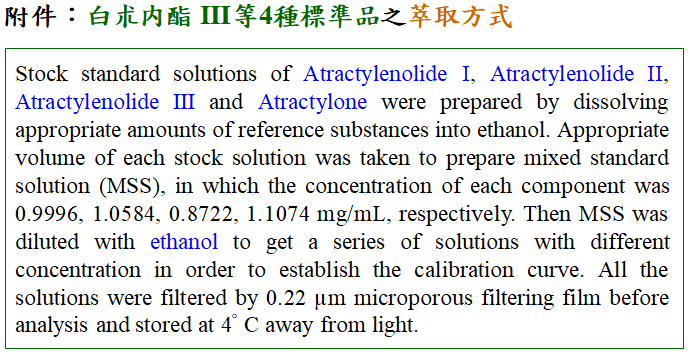 附件：白朮內酯 III等4種標準品之萃取方式
Stock standard solutions of Atractylenolide I, Atractylenolide II,
Atractylenolide III and Atractylone were prepared by dissolving
appropriate amounts of reference substances into ethanol. Appropriate
volume of each stock solution was taken to prepare mixed standard
solution (MSS), in which the concentration of each component was
0.9996, 1.0584, 0.8722, 1.1074 mg/mL, respectively. Then MSS was
diluted with ethanol to get a series of solutions with different
concentration in order to establish the calibration curve. All the
solutions were filtered by 0.22 µm microporous filtering film before
analysis and stored at 4° C away from light.